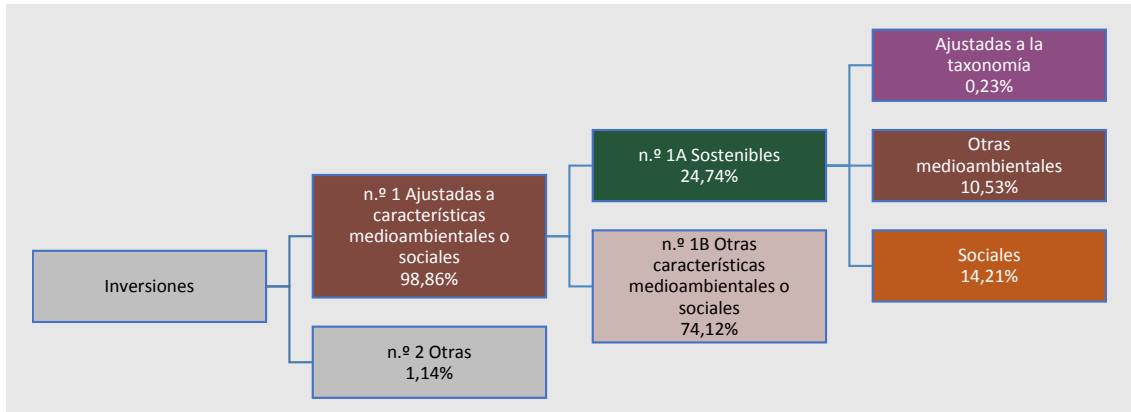 Inversiones
n.º 1 Ajustadas a
características
medioambientales o
sociales
98,86%
n.º 2 Otras
1,14%
n.º 1A Sostenibles
24,74%
n.º 1B Otras
características
medioambientales o
sociales
74,12%
Ajustadas a la
taxonomía
0,23%
Otras
medioambientales
10,53%
Sociales
14,21%